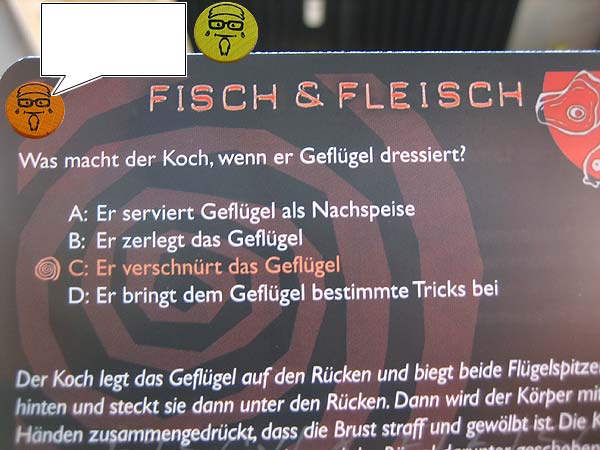 FISCH & FLEISCH
Was macht der Koch, wenn er Geflügel dressiert?
A: Er serviert Geflügel als Nachspeise
B: Er zerlegt das Geflügel
C: Er verschnürt das Geflügel
D: Er bringt dem Geflügel bestimmte Tricks bei
Der Koch legt das Geflügel auf den Rücken und biegt beide Flügelspitze
hinten und steckt sie dann unter den Rücken. Dann wird der Körper mi
Händen zusammengedrückt, dass die Brust straff und gewölbt ist. Die K